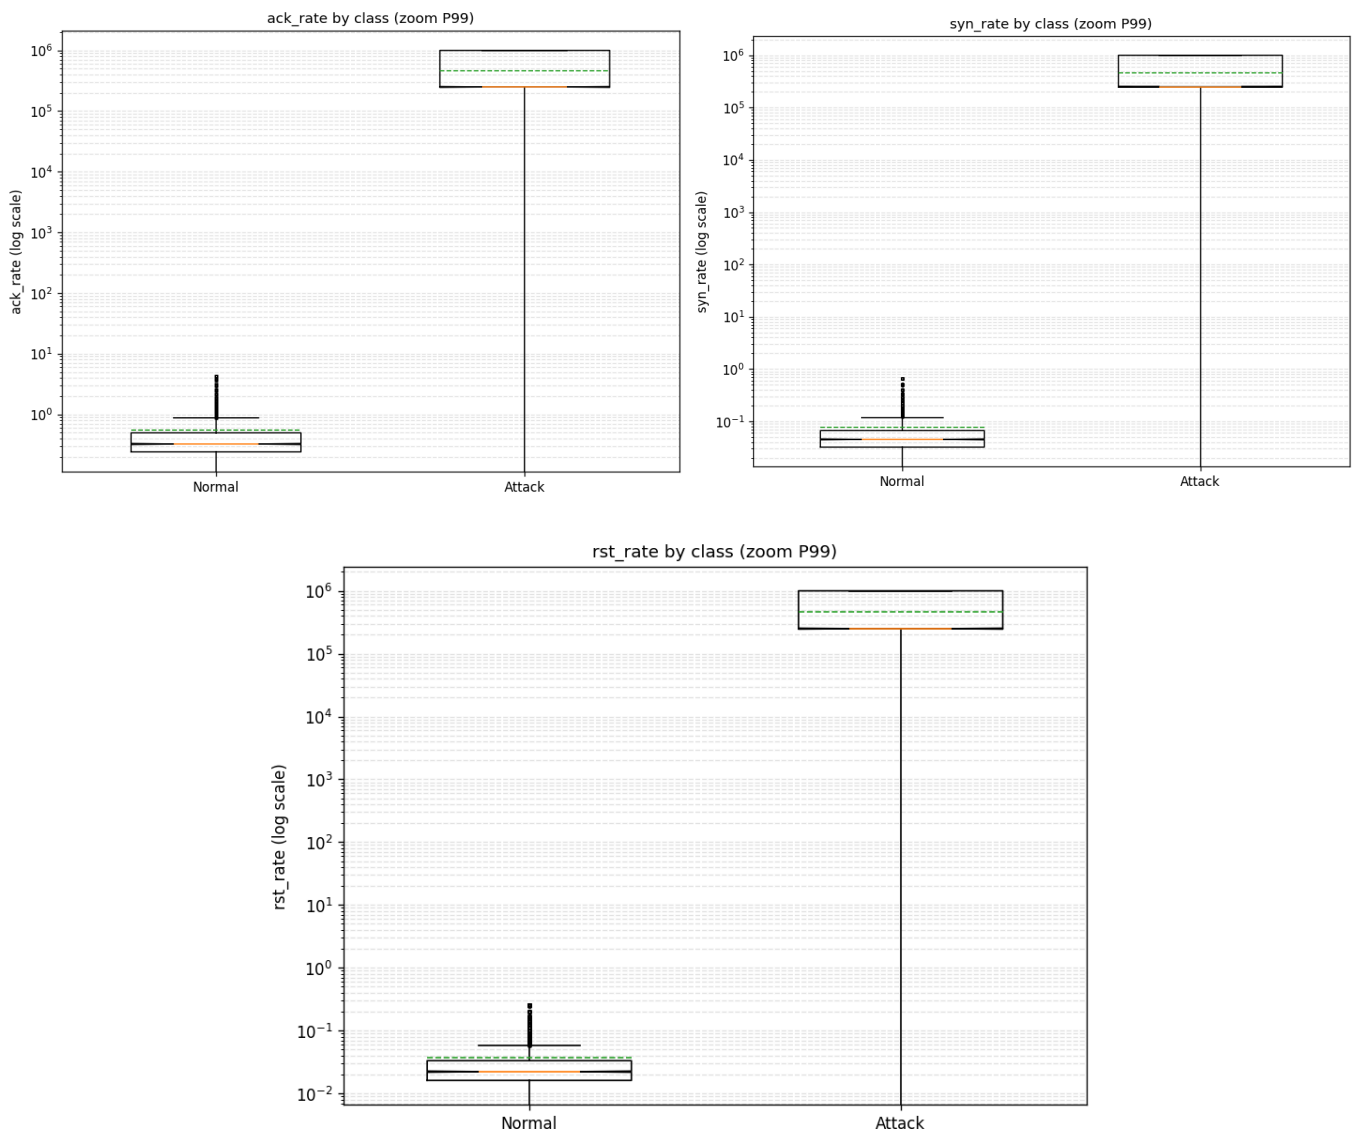 ack_rate by class (zoom P99)
ack_rate (log scale)
10⁶
10⁵
10⁴
10³
10²
10¹
10⁰
Normal
Attack
syn_rate by class (zoom P99)
syn_rate (log scale)
10⁶
10⁵
10⁴
10³
10²
10¹
10⁰
10⁻¹
Normal
Attack
rst_rate by class (zoom P99)
rst_rate (log scale)
10⁶
10⁵
10⁴
10³
10²
10¹
10⁰
10⁻¹
10⁻²
Normal
Attack